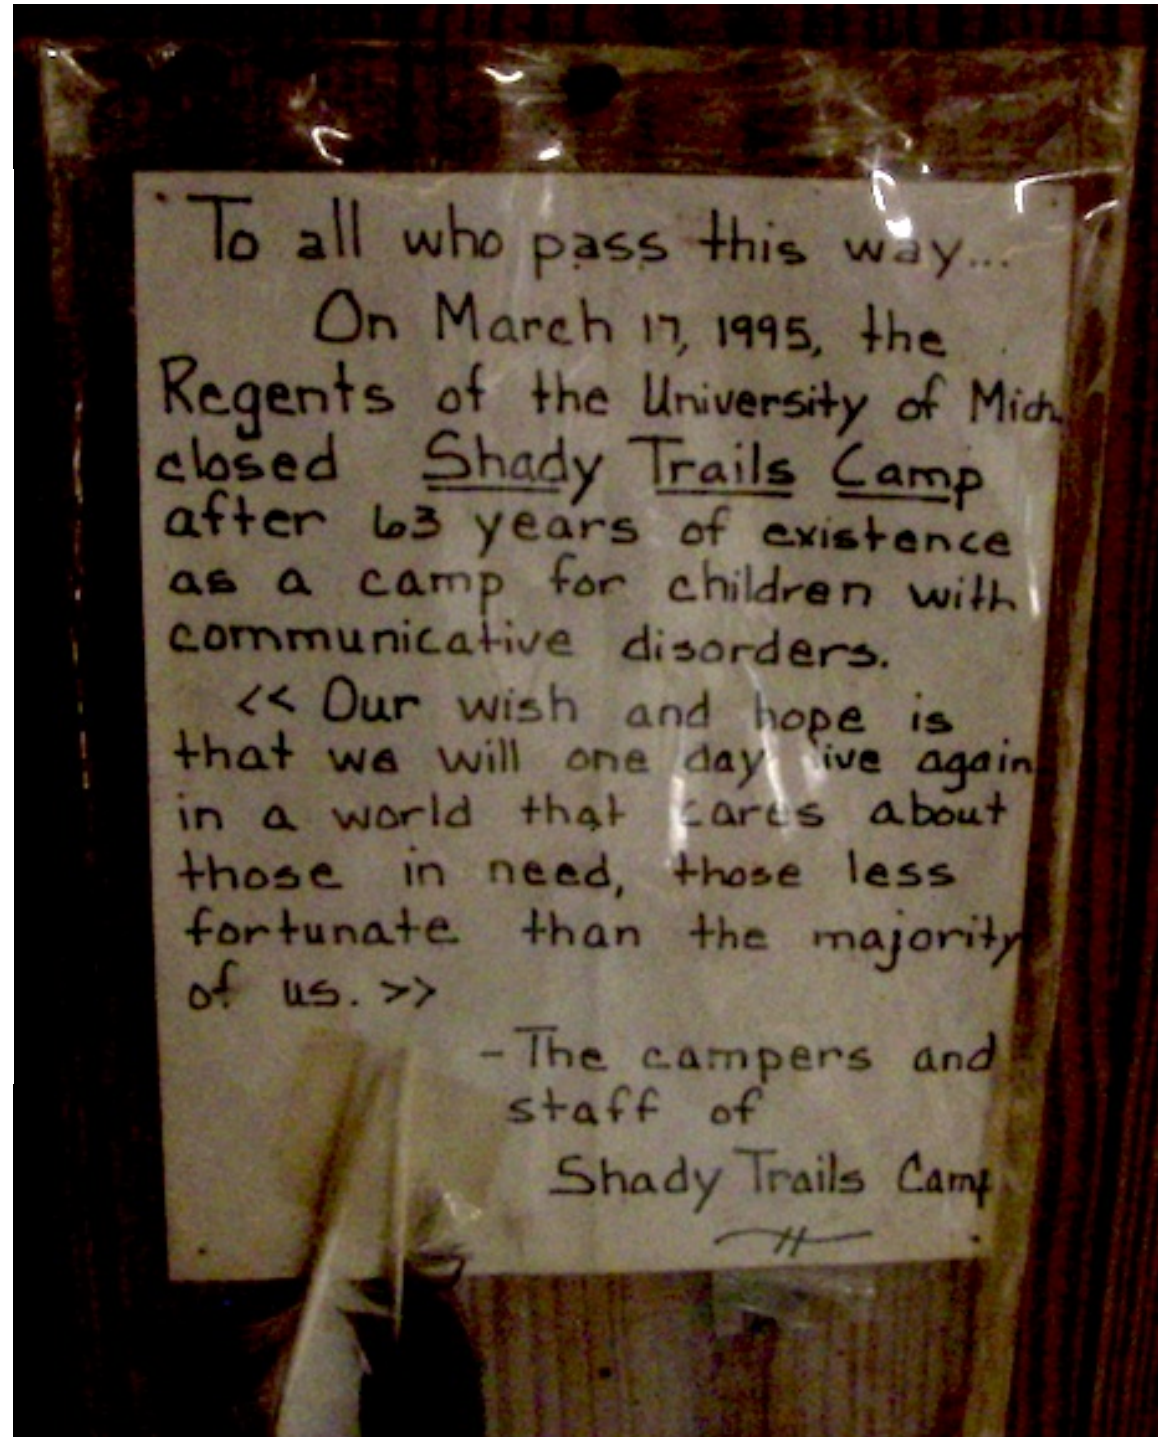 To all who pass this way...
On March 17, 1995, the
Regents of the University of Mich.
closed Shady Trails Camp
after 63 years of existence
as a camp for children with
communicative disorders.
<< Our wish and hope is
that we will one day live again
in a world that cares about
those in need, those less
fortunate than the majority
of us. >>
- The campers and
staff of
Shady Trails Camp